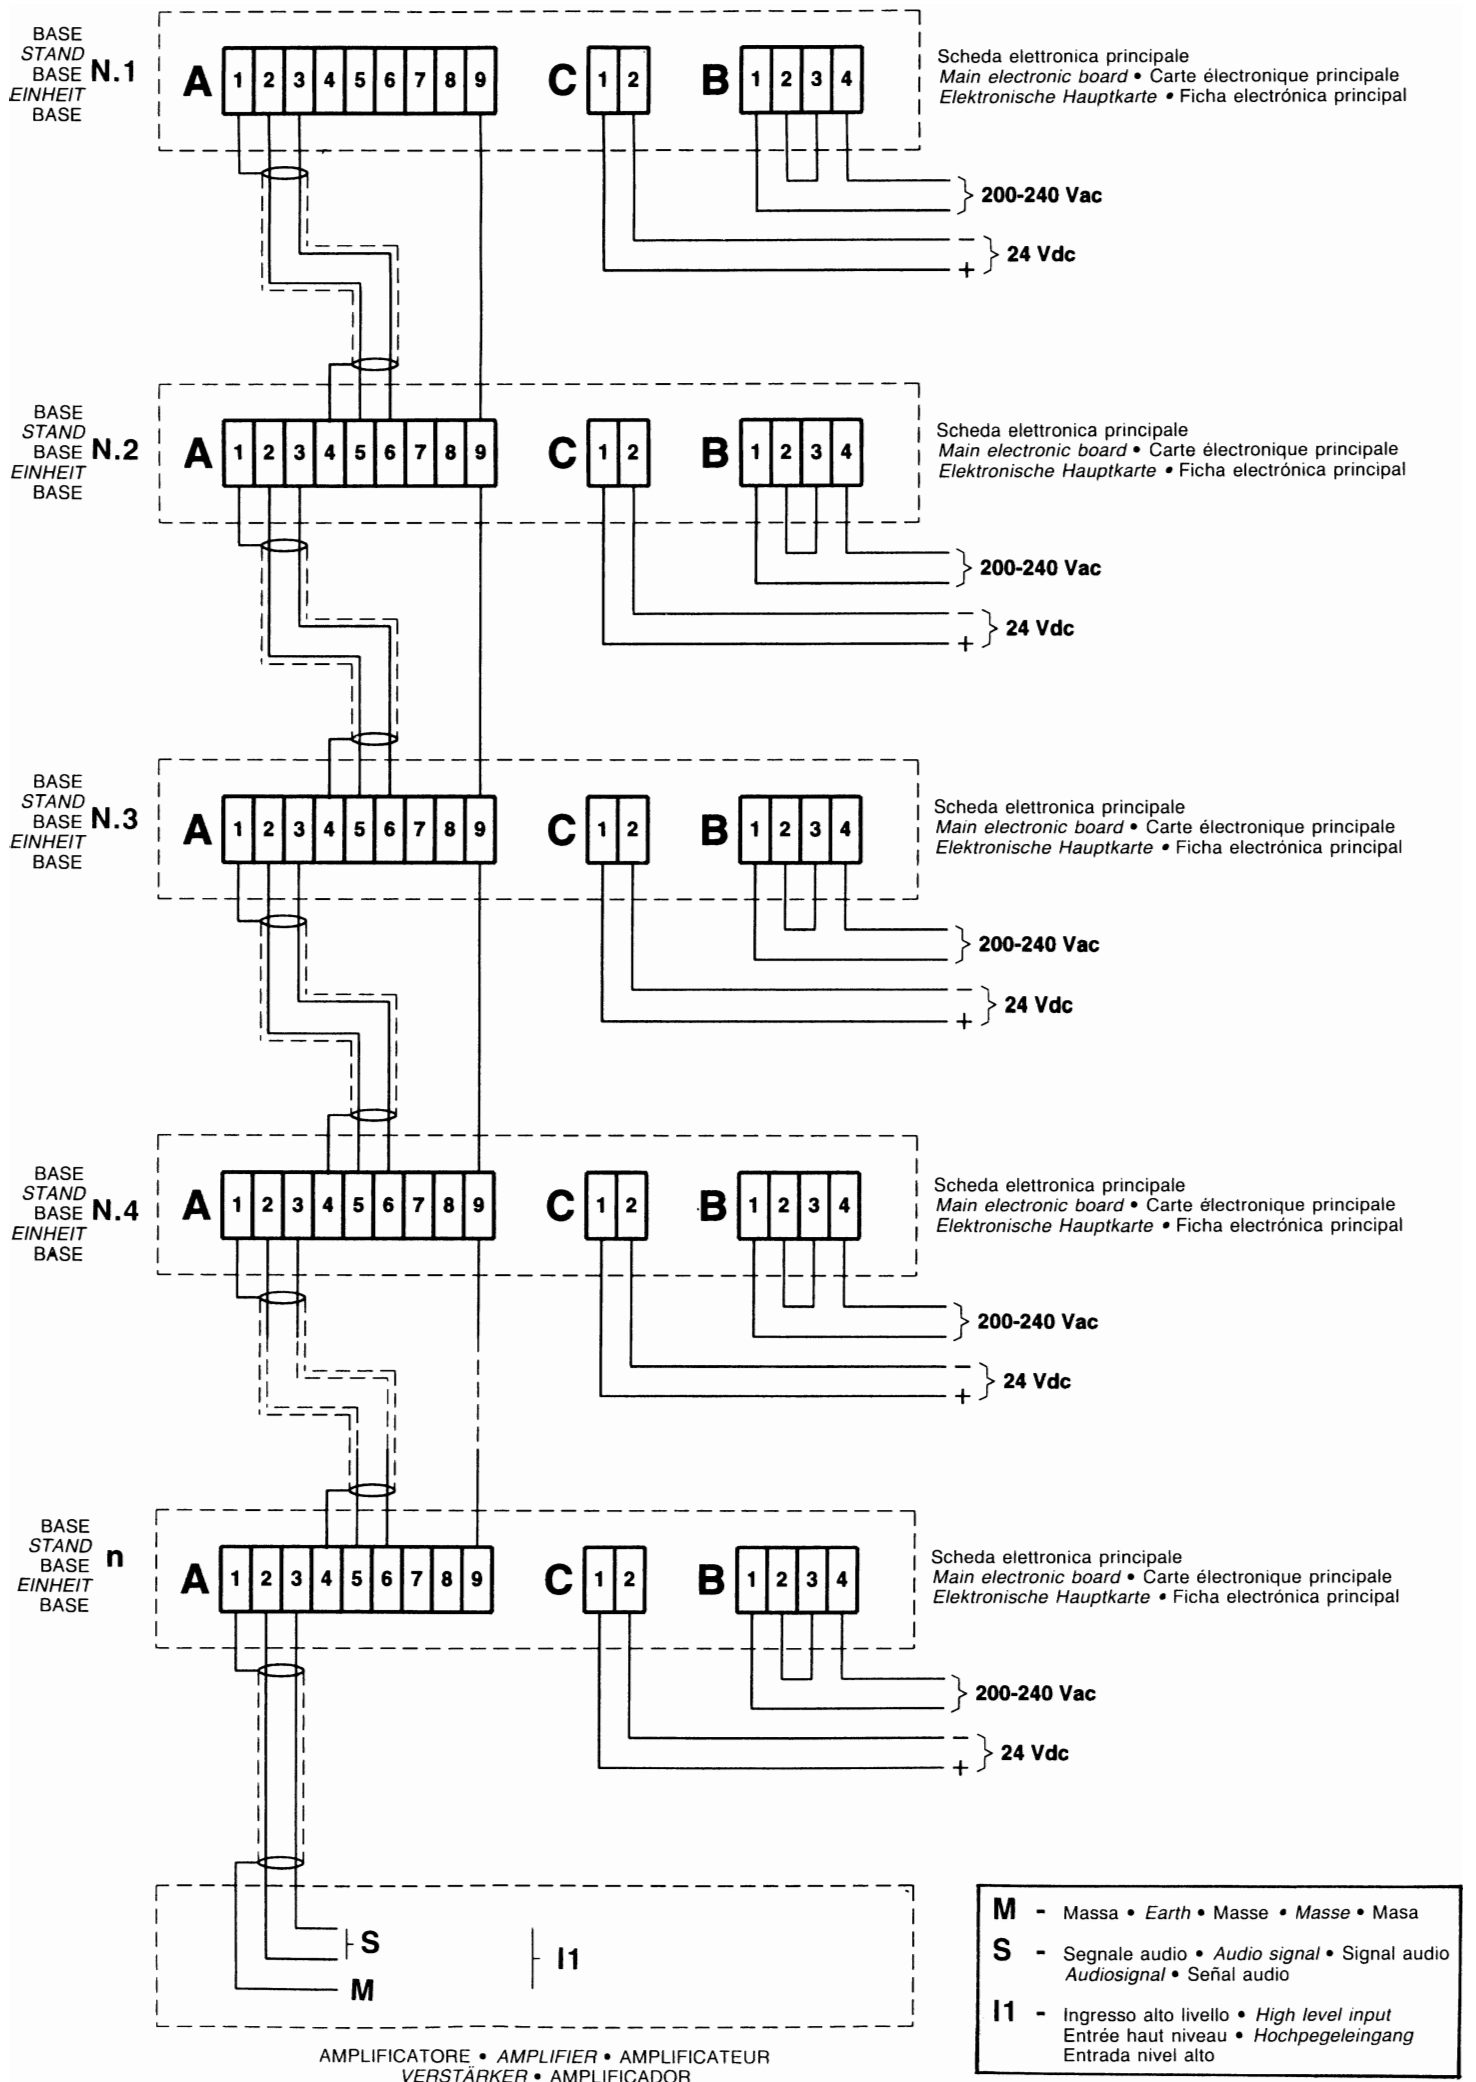 BASE
STAND
BASE N.1
EINHEIT
BASE
A 1 2 3 4 5 6 7 8 9 C 1 2 B 1 2 3 4
Scheda elettronica principale
Main electronic board • Carte électronique principale
Elektronische Hauptkarte • Ficha electrónica principal
200-240 Vac
− 24 Vdc
+
BASE
STAND
BASE N.2
EINHEIT
BASE
A 1 2 3 4 5 6 7 8 9 C 1 2 B 1 2 3 4
Scheda elettronica principale
Main electronic board • Carte électronique principale
Elektronische Hauptkarte • Ficha electrónica principal
200-240 Vac
− 24 Vdc
+
BASE
STAND
BASE N.3
EINHEIT
BASE
A 1 2 3 4 5 6 7 8 9 C 1 2 B 1 2 3 4
Scheda elettronica principale
Main electronic board • Carte électronique principale
Elektronische Hauptkarte • Ficha electrónica principal
200-240 Vac
− 24 Vdc
+
BASE
STAND
BASE N.4
EINHEIT
BASE
A 1 2 3 4 5 6 7 8 9 C 1 2 B 1 2 3 4
Scheda elettronica principale
Main electronic board • Carte électronique principale
Elektronische Hauptkarte • Ficha electrónica principal
200-240 Vac
− 24 Vdc
+
BASE
STAND
BASE n
EINHEIT
BASE
A 1 2 3 4 5 6 7 8 9 C 1 2 B 1 2 3 4
Scheda elettronica principale
Main electronic board • Carte électronique principale
Elektronische Hauptkarte • Ficha electrónica principal
200-240 Vac
− 24 Vdc
+
S I1
M
AMPLIFICATORE • AMPLIFIER • AMPLIFICATEUR
VERSTÄRKER • AMPLIFICADOR
M - Massa • Earth • Masse • Masse • Masa
S - Segnale audio • Audio signal • Signal audio
Audiosignal • Señal audio
I1 - Ingresso alto livello • High level input
Entrée haut niveau • Hochpegeleingang
Entrada nivel alto